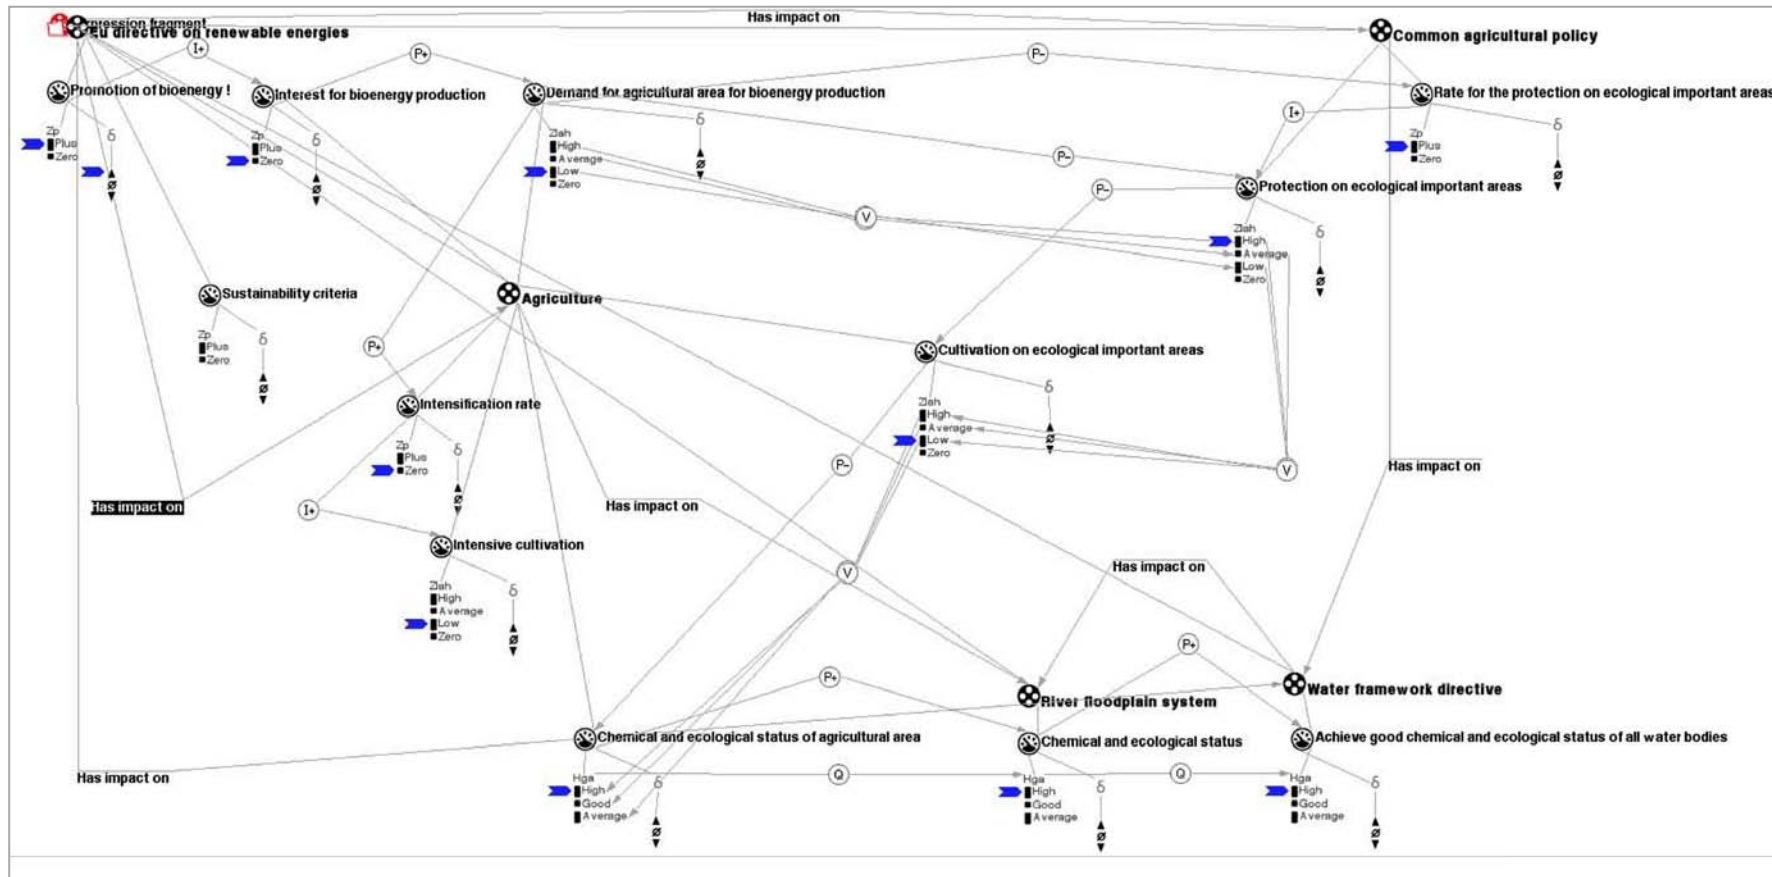 Has impact on
Eu directive on renewable energies
Common agricultural policy
I+
P+
P-
Promotion of bioenergy !
Interest for bioenergy production
Demand for agricultural area for bioenergy production
Rate for the protection on ecological important areas
I+
δ
δ
δ
δ
Zp
Plus
Zero
Zp
Plus
Zero
Zlah
High
Average
Low
Zero
Zp
Plus
Zero
P-
P-
Protection on ecological important areas
V
δ
Zlah
High
Average
Low
Zero
Sustainability criteria
Agriculture
Zp
Plus
Zero
δ
P+
Cultivation on ecological important areas
δ
Zlah
High
Average
Low
Zero
Intensification rate
Zp
Plus
Zero
δ
P-
V
Has impact on
Has impact on
Has impact on
I+
Intensive cultivation
Zlah
High
Average
Low
Zero
δ
V
Has impact on
P+
P+
River floodplain system
Water framework directive
Chemical and ecological status of agricultural area
Chemical and ecological status
Achieve good chemical and ecological status of all water bodies
Has impact on
Q
Q
Hga
High
Good
Average
δ
Hga
High
Good
Average
δ
Hga
High
Good
Average
δ